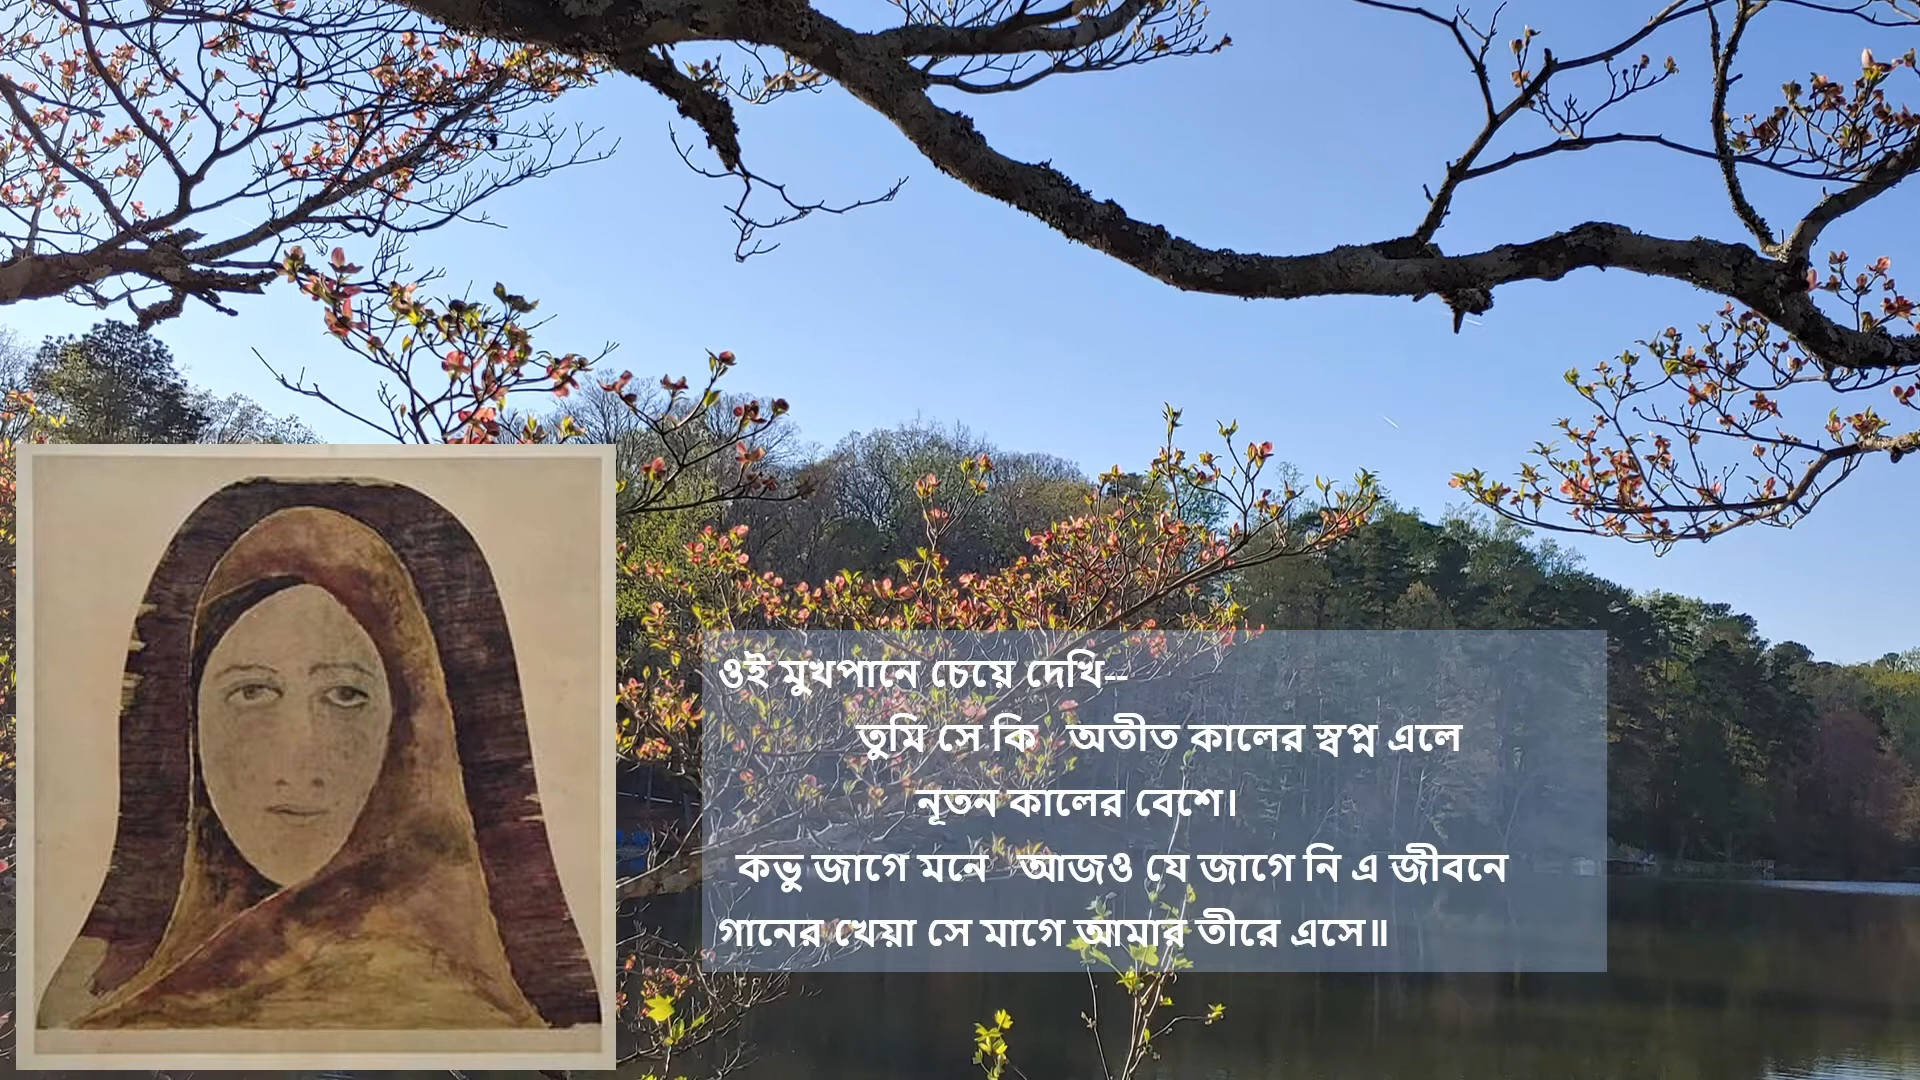 ওই মুখপানে চেয়ে দেখি--
তুমি সে কি অতীত কালের স্বপ্ন এলে
নূতন কালের বেশে।
কভু জাগে মনে আজও যে জাগে নি এ জীবনে
গানের খেয়া সে মাগে আমার তীরে এসে॥